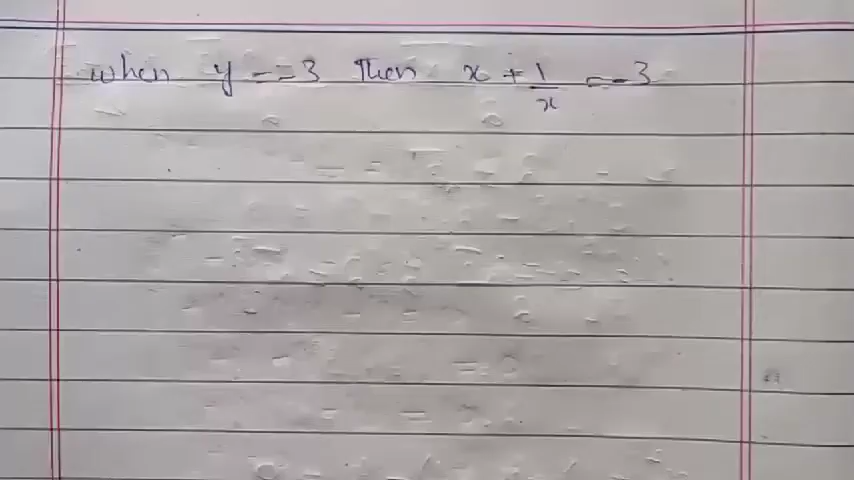 when y = -3 Then x + 1/x = -3